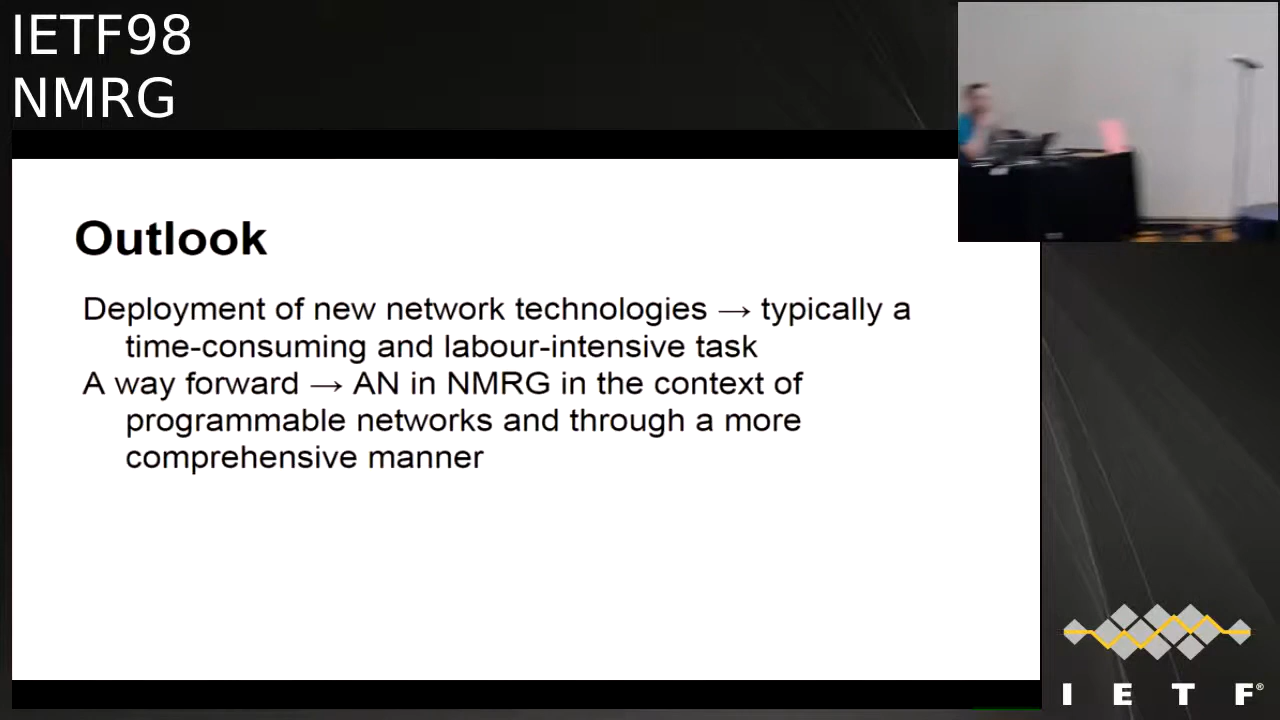 IETF98
NMRG
Outlook
Deployment of new network technologies → typically a
time-consuming and labour-intensive task
A way forward → AN in NMRG in the context of
programmable networks and through a more
comprehensive manner
I E T F®